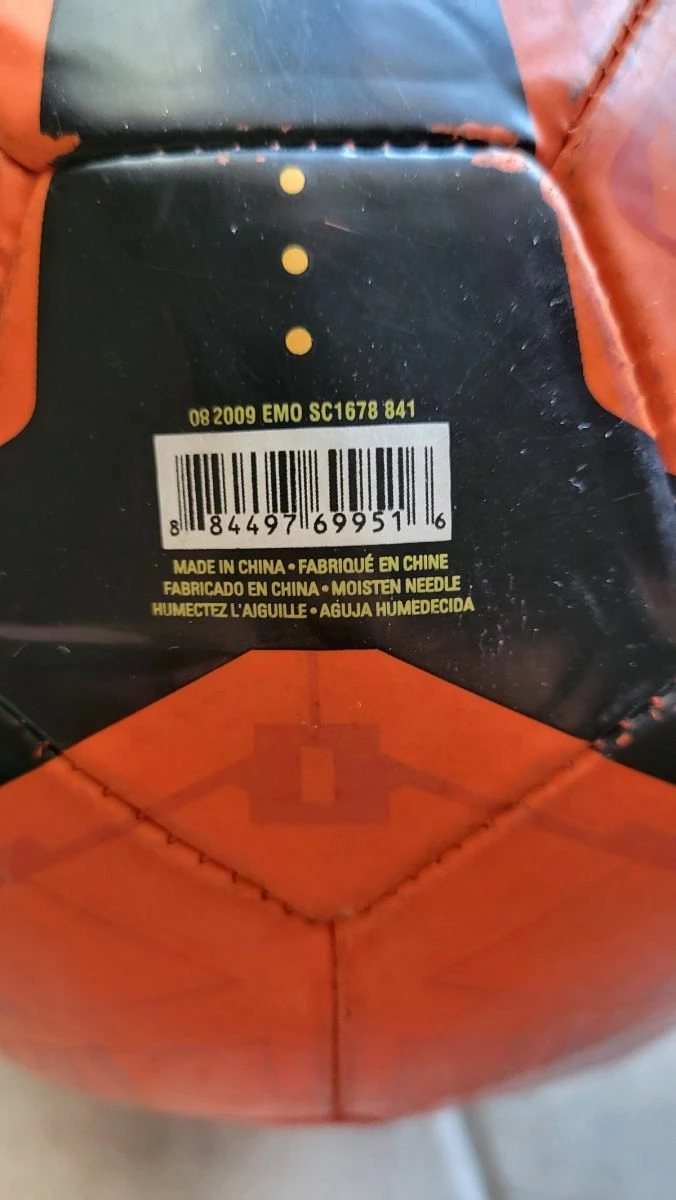 08 2009 EMO SC1678 841
8 84497 69951 6
MADE IN CHINA • FABRIQUÉ EN CHINE
FABRICADO EN CHINA • MOISTEN NEEDLE
HUMECTEZ L'AIGUILLE • AGUJA HUMEDECIDA